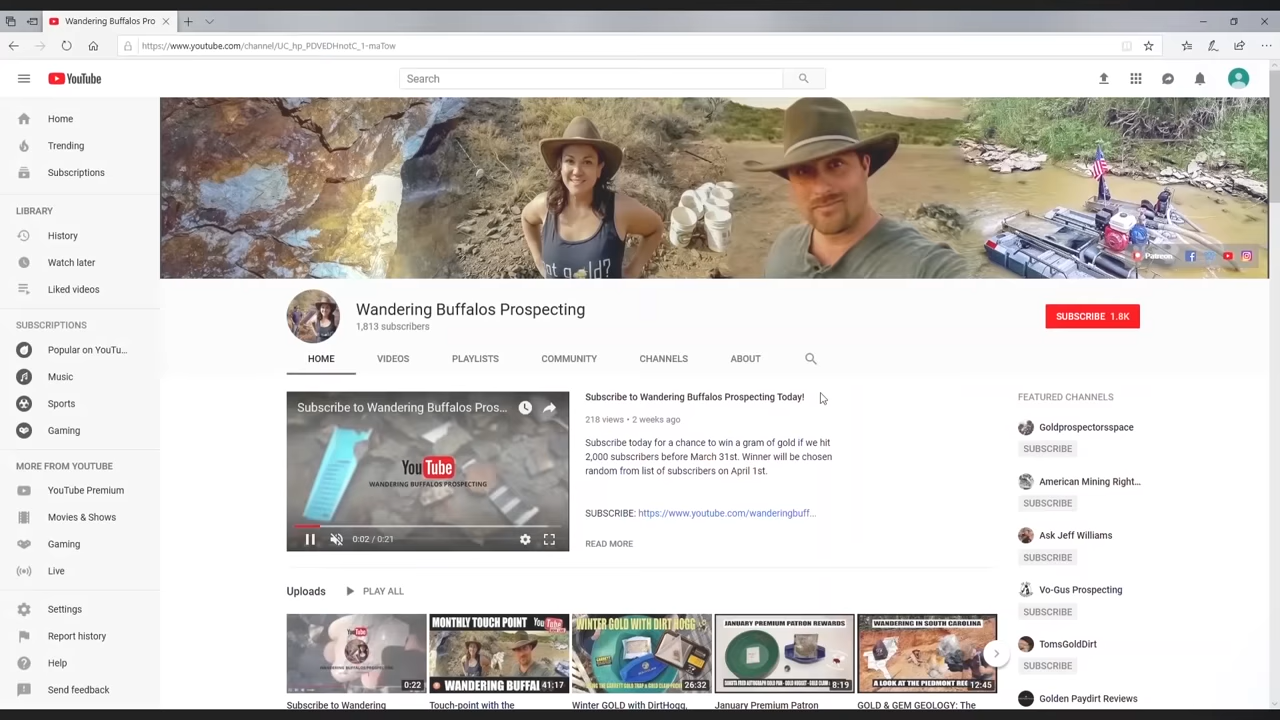 Wandering Buffalos Pro
https://www.youtube.com/channel/UC_hp_PDVEDHnotC_1-maTow
YouTube
Search
Home
Trending
Subscriptions
LIBRARY
History
Watch later
Liked videos
SUBSCRIPTIONS
Popular on YouTu...
Music
Sports
Gaming
MORE FROM YOUTUBE
YouTube Premium
Movies & Shows
Gaming
Live
Settings
Report history
Help
Send feedback
got gold?
Patreon
Wandering Buffalos Prospecting
1,813 subscribers
SUBSCRIBE 1.8K
HOME
VIDEOS
PLAYLISTS
COMMUNITY
CHANNELS
ABOUT
Subscribe to Wandering Buffalos Pros...
YouTube
WANDERING BUFFALOS PROSPECTING
0:02 / 0:21
Subscribe to Wandering Buffalos Prospecting Today!
218 views • 2 weeks ago
Subscribe today for a chance to win a gram of gold if we hit
2,000 subscribers before March 31st. Winner will be chosen
random from list of subscribers on April 1st.
SUBSCRIBE: https://www.youtube.com/wanderingbuff...
READ MORE
FEATURED CHANNELS
Goldprospectorsspace
SUBSCRIBE
American Mining Right...
SUBSCRIBE
Ask Jeff Williams
SUBSCRIBE
Vo-Gus Prospecting
SUBSCRIBE
TomsGoldDirt
SUBSCRIBE
Golden Paydirt Reviews
Uploads
PLAY ALL
YouTube
0:22
Subscribe to Wandering
MONTHLY TOUCH POINT YouTube
WANDERING BUFFAL
41:17
Touch-point with the
WINTER GOLD WITH DIRT HOGG
26:32
Winter GOLD with DirtHogg,
JANUARY PREMIUM PATRON REWARDS
8:19
January Premium Patron
WANDERING IN SOUTH CAROLINA
A LOOK AT THE PIEDMONT REG
12:45
GOLD & GEM GEOLOGY: The